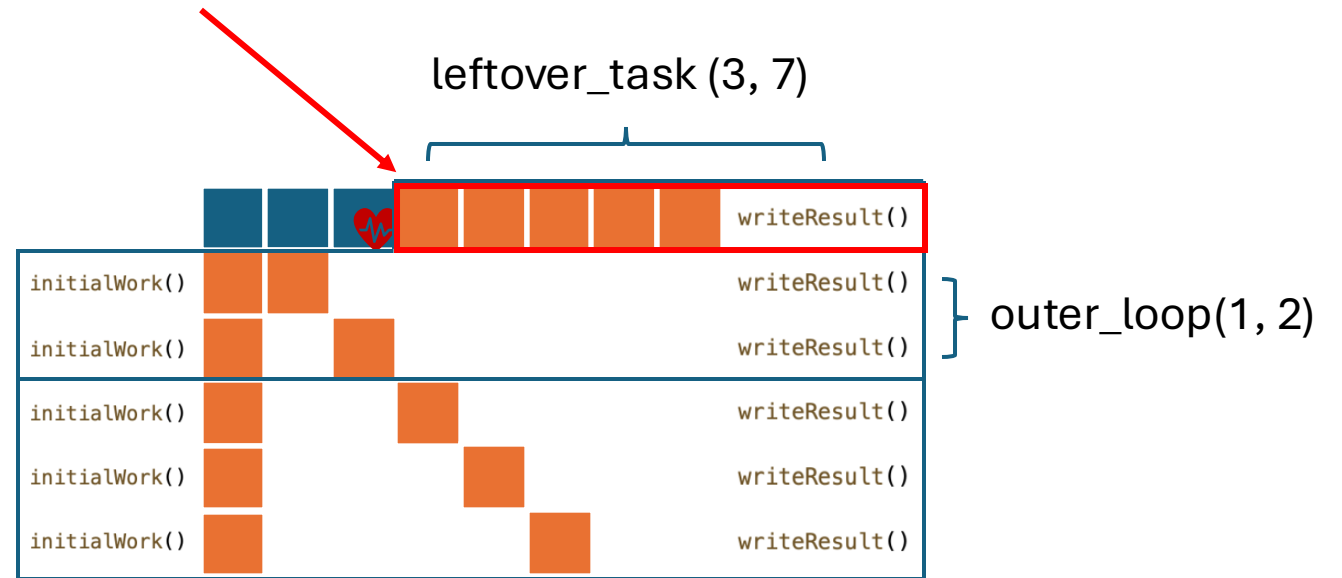 leftover_task (3, 7)
writeResult()
initialWork() writeResult()
outer_loop(1, 2)
initialWork() writeResult()
initialWork() writeResult()
initialWork() writeResult()
initialWork() writeResult()